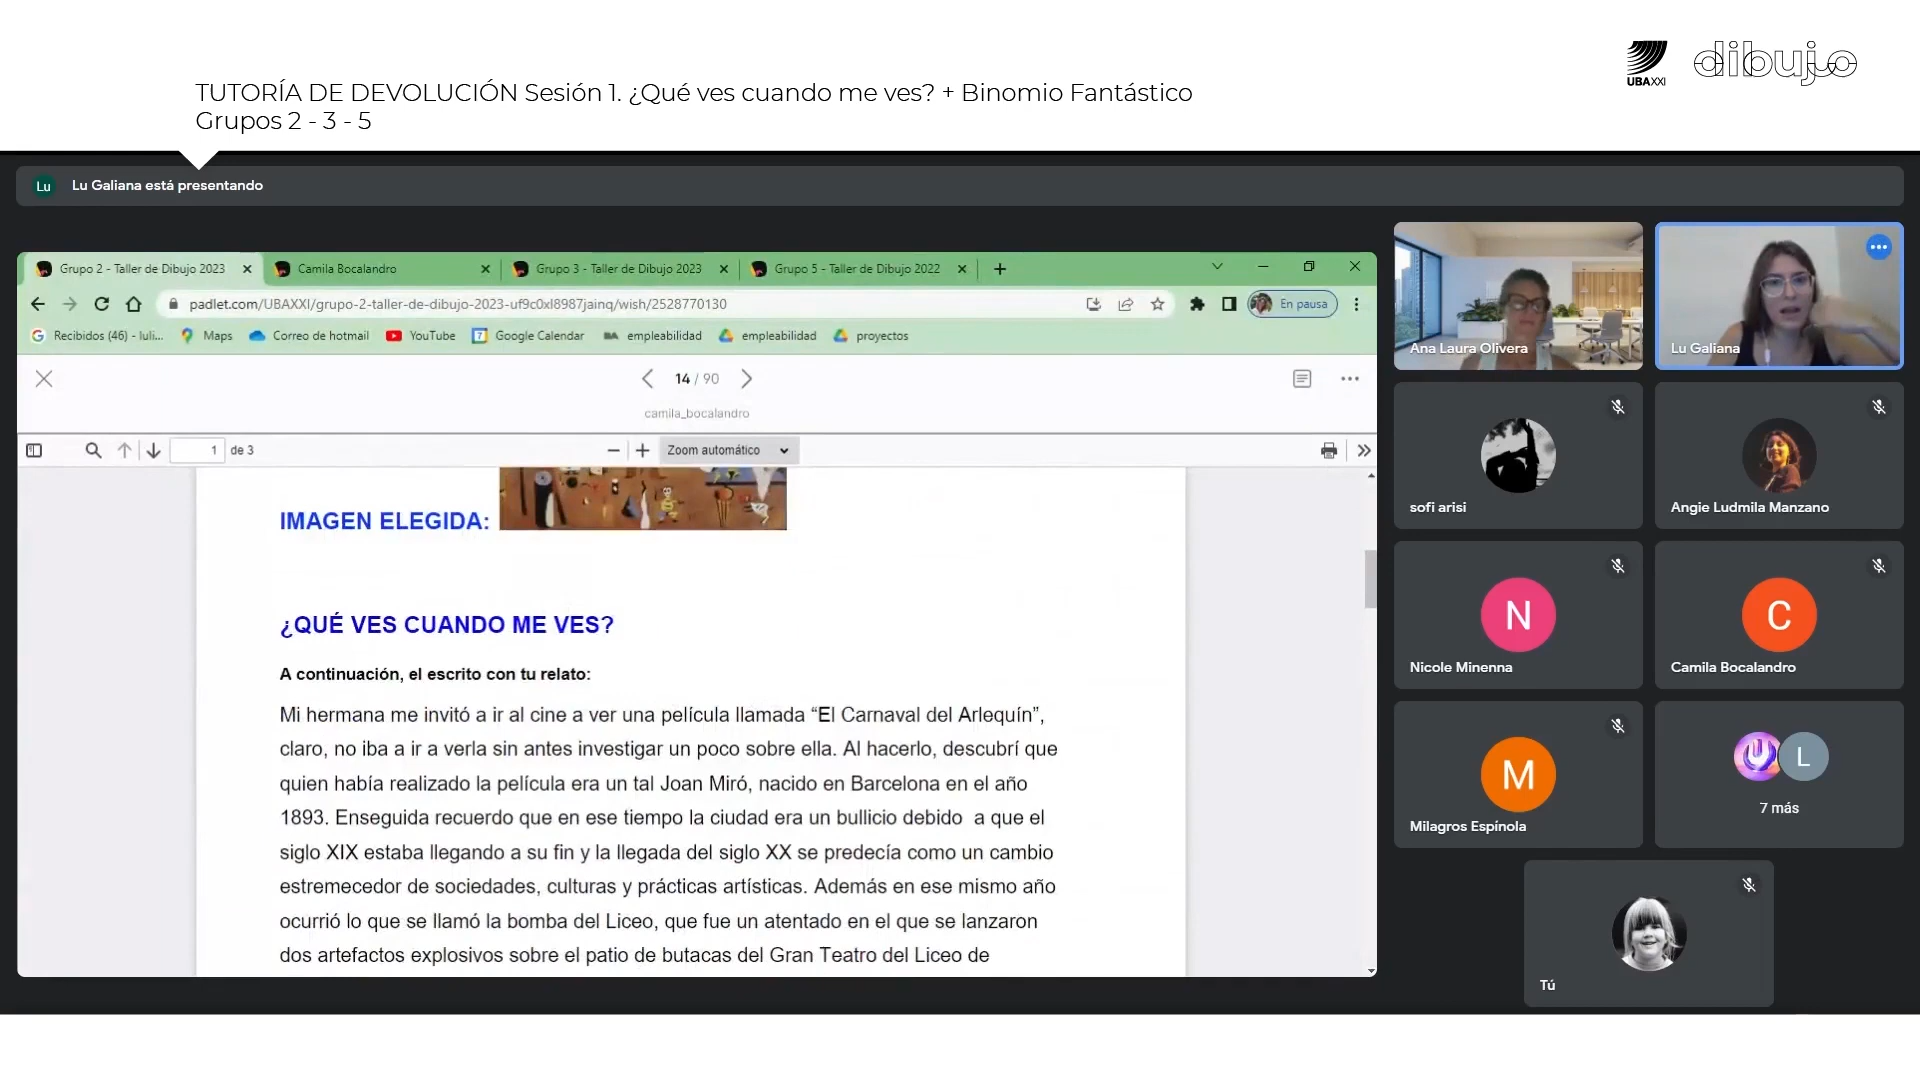 UBAXXI
dibujo
TUTORÍA DE DEVOLUCIÓN Sesión 1. ¿Qué ves cuando me ves? + Binomio Fantástico
Grupos 2 - 3 - 5
Lu
Lu Galiana está presentando
Grupo 2 - Taller de Dibujo 2023
Camila Bocalandro
Grupo 3 - Taller de Dibujo 2023
Grupo 5 - Taller de Dibujo 2022
padlet.com/UBAXXI/grupo-2-taller-de-dibujo-2023-uf9c0xl8987jainq/wish/2528770130
En pausa
Recibidos (46) - luli...
Maps
Correo de hotmail
YouTube
7
Google Calendar
BA
empleabilidad
empleabilidad
proyectos
14 / 90
camila_bocalandro
1 de 3
Zoom automático
IMAGEN ELEGIDA:
¿QUÉ VES CUANDO ME VES?
A continuación, el escrito con tu relato:
Mi hermana me invitó a ir al cine a ver una película llamada “El Carnaval del Arlequín”,
claro, no iba a ir a verla sin antes investigar un poco sobre ella. Al hacerlo, descubrí que
quien había realizado la película era un tal Joan Miró, nacido en Barcelona en el año
1893. Enseguida recuerdo que en ese tiempo la ciudad era un bullicio debido a que el
siglo XIX estaba llegando a su fin y la llegada del siglo XX se predecía como un cambio
estremecedor de sociedades, culturas y prácticas artísticas. Además en ese mismo año
ocurrió lo que se llamó la bomba del Liceo, que fue un atentado en el que se lanzaron
dos artefactos explosivos sobre el patio de butacas del Gran Teatro del Liceo de
Ana Laura Olivera
Lu Galiana
sofi arisi
Angie Ludmila Manzano
N
Nicole Minenna
C
Camila Bocalandro
M
Milagros Espínola
L
7 más
Tú